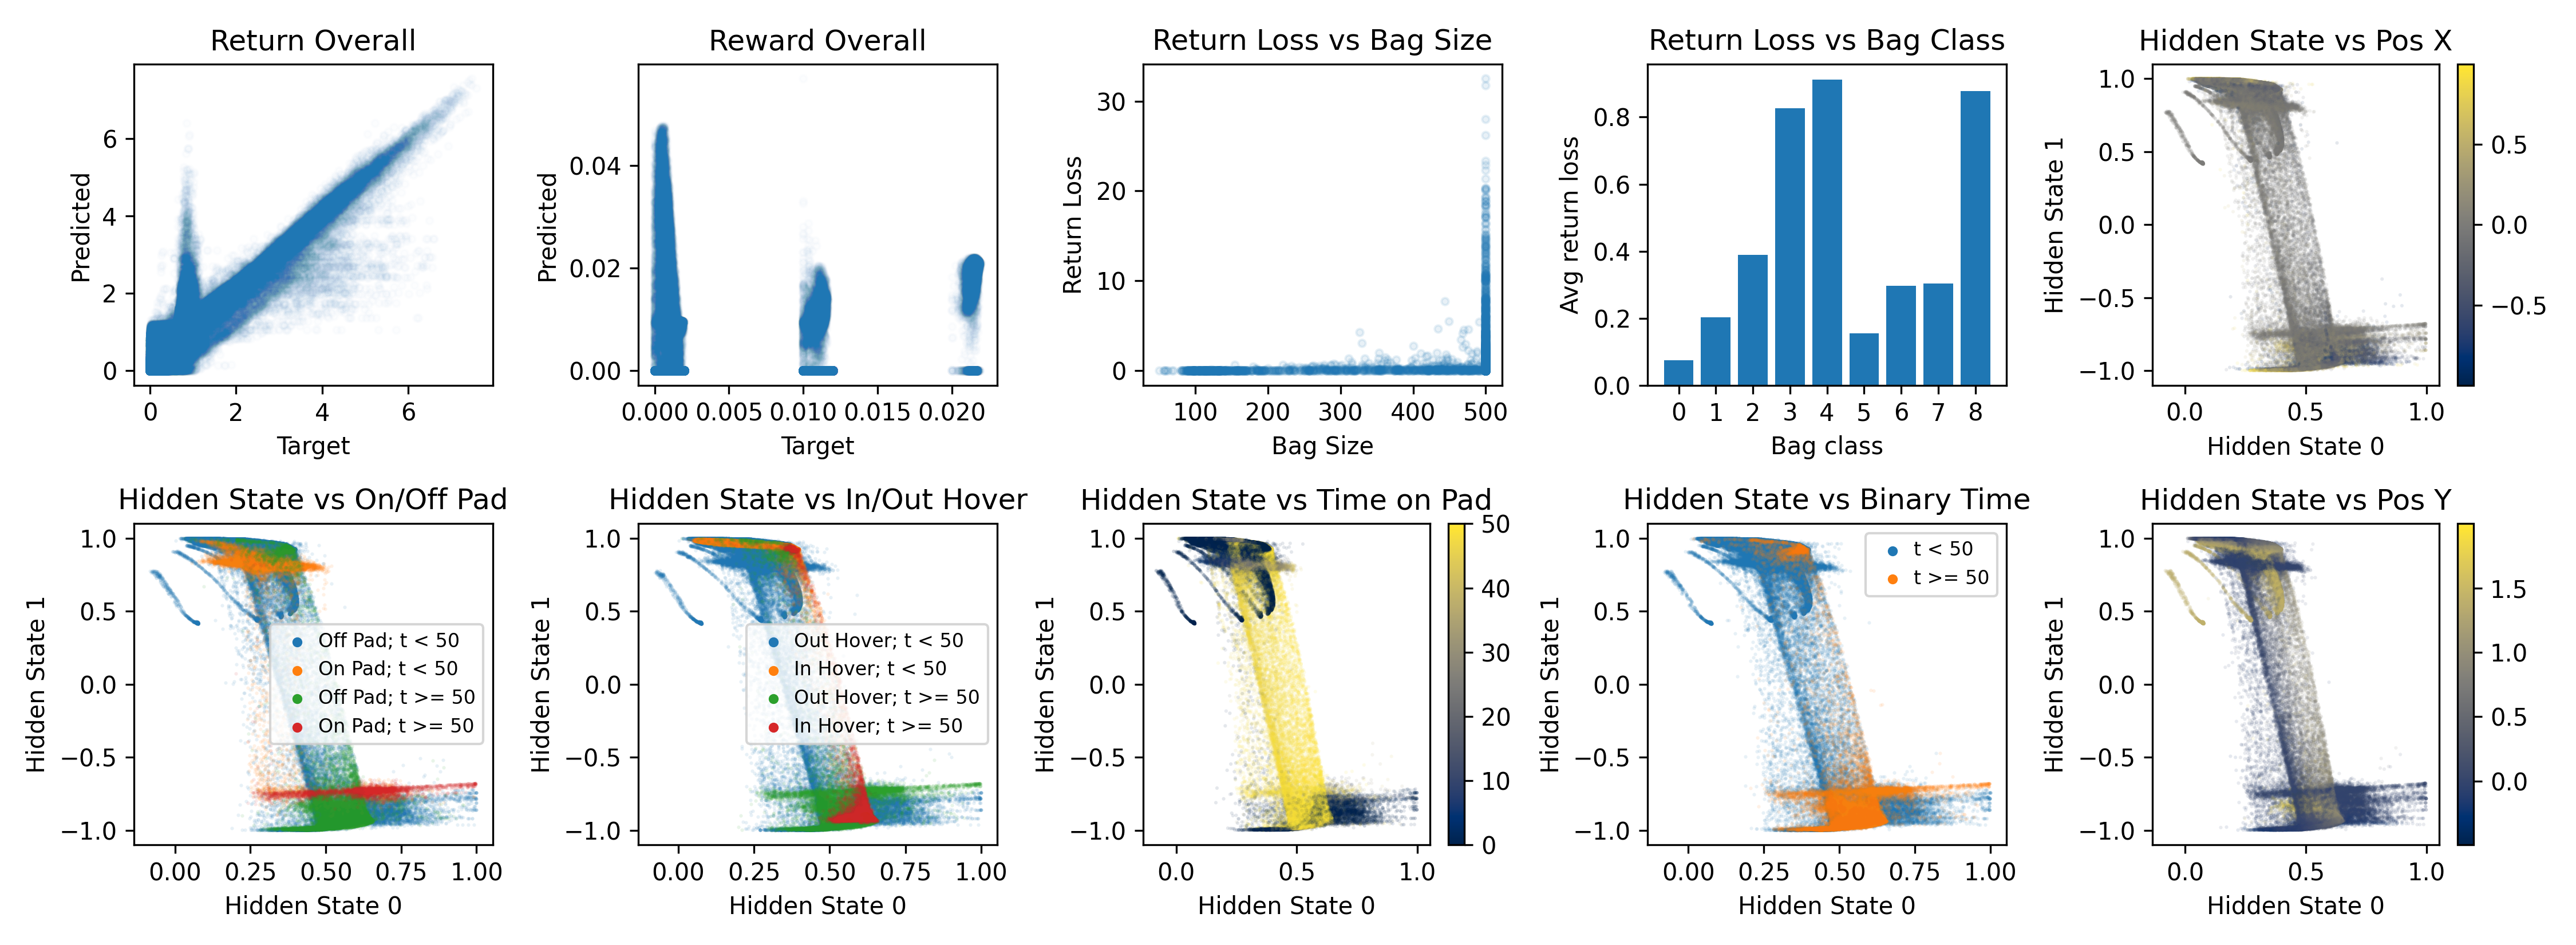 Return Overall
Predicted
6
4
2
0
0 2 4 6
Target
Reward Overall
Predicted
0.04
0.02
0.00
0.000 0.005 0.010 0.015 0.020
Target
Return Loss vs Bag Size
Return Loss
30
20
10
0
100 200 300 400 500
Bag Size
Return Loss vs Bag Class
Avg return loss
0.8
0.6
0.4
0.2
0.0
0 1 2 3 4 5 6 7 8
Bag class
Hidden State vs Pos X
Hidden State 1
1.0
0.5
0.0
−0.5
−1.0
0.0 0.5 1.0
Hidden State 0
0.5
0.0
−0.5
Hidden State vs On/Off Pad
Hidden State 1
1.0
0.5
0.0
−0.5
−1.0
Off Pad; t < 50
On Pad; t < 50
Off Pad; t >= 50
On Pad; t >= 50
0.00 0.25 0.50 0.75 1.00
Hidden State 0
Hidden State vs In/Out Hover
Hidden State 1
1.0
0.5
0.0
−0.5
−1.0
Out Hover; t < 50
In Hover; t < 50
Out Hover; t >= 50
In Hover; t >= 50
0.00 0.25 0.50 0.75 1.00
Hidden State 0
Hidden State vs Time on Pad
Hidden State 1
1.0
0.5
0.0
−0.5
−1.0
0.0 0.5 1.0
Hidden State 0
50
40
30
20
10
0
Hidden State vs Binary Time
Hidden State 1
1.0
0.5
0.0
−0.5
−1.0
t < 50
t >= 50
0.00 0.25 0.50 0.75 1.00
Hidden State 0
Hidden State vs Pos Y
Hidden State 1
1.0
0.5
0.0
−0.5
−1.0
0.0 0.5 1.0
Hidden State 0
1.5
1.0
0.5
0.0